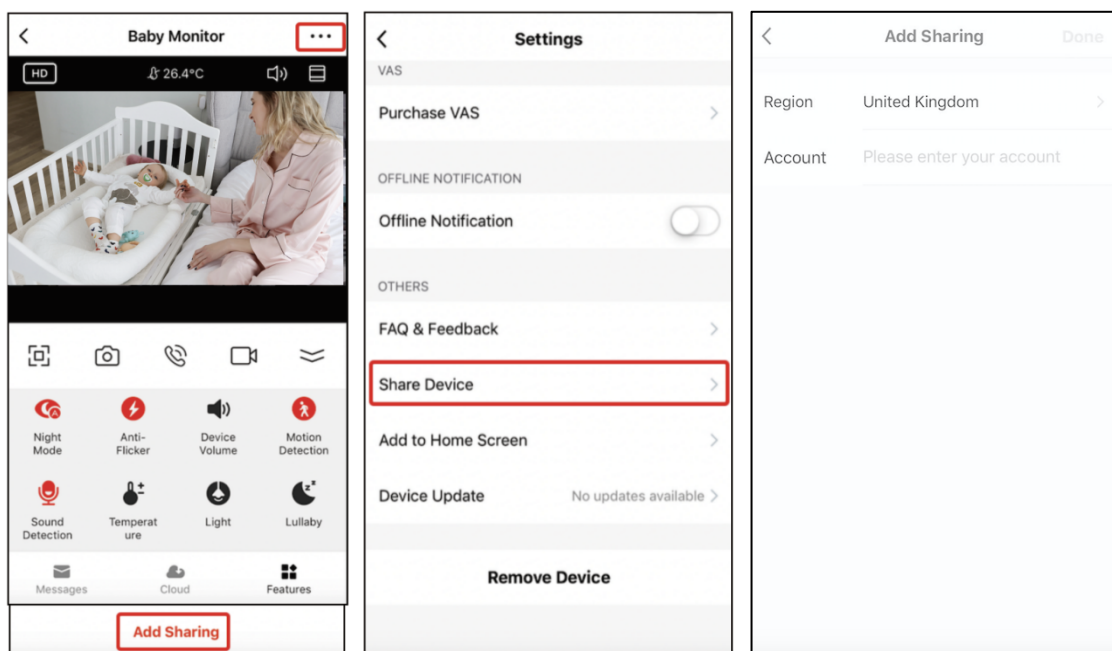 Baby Monitor
HD
26.4°C
Night
Mode
Anti-
Flicker
Device
Volume
Motion
Detection
Sound
Detection
Temperat
ure
Light
Lullaby
Messages
Cloud
Features
Add Sharing
Settings
VAS
Purchase VAS
OFFLINE NOTIFICATION
Offline Notification
OTHERS
FAQ & Feedback
Share Device
Add to Home Screen
Device Update No updates available
Remove Device
Add Sharing Done
Region United Kingdom
Account Please enter your account